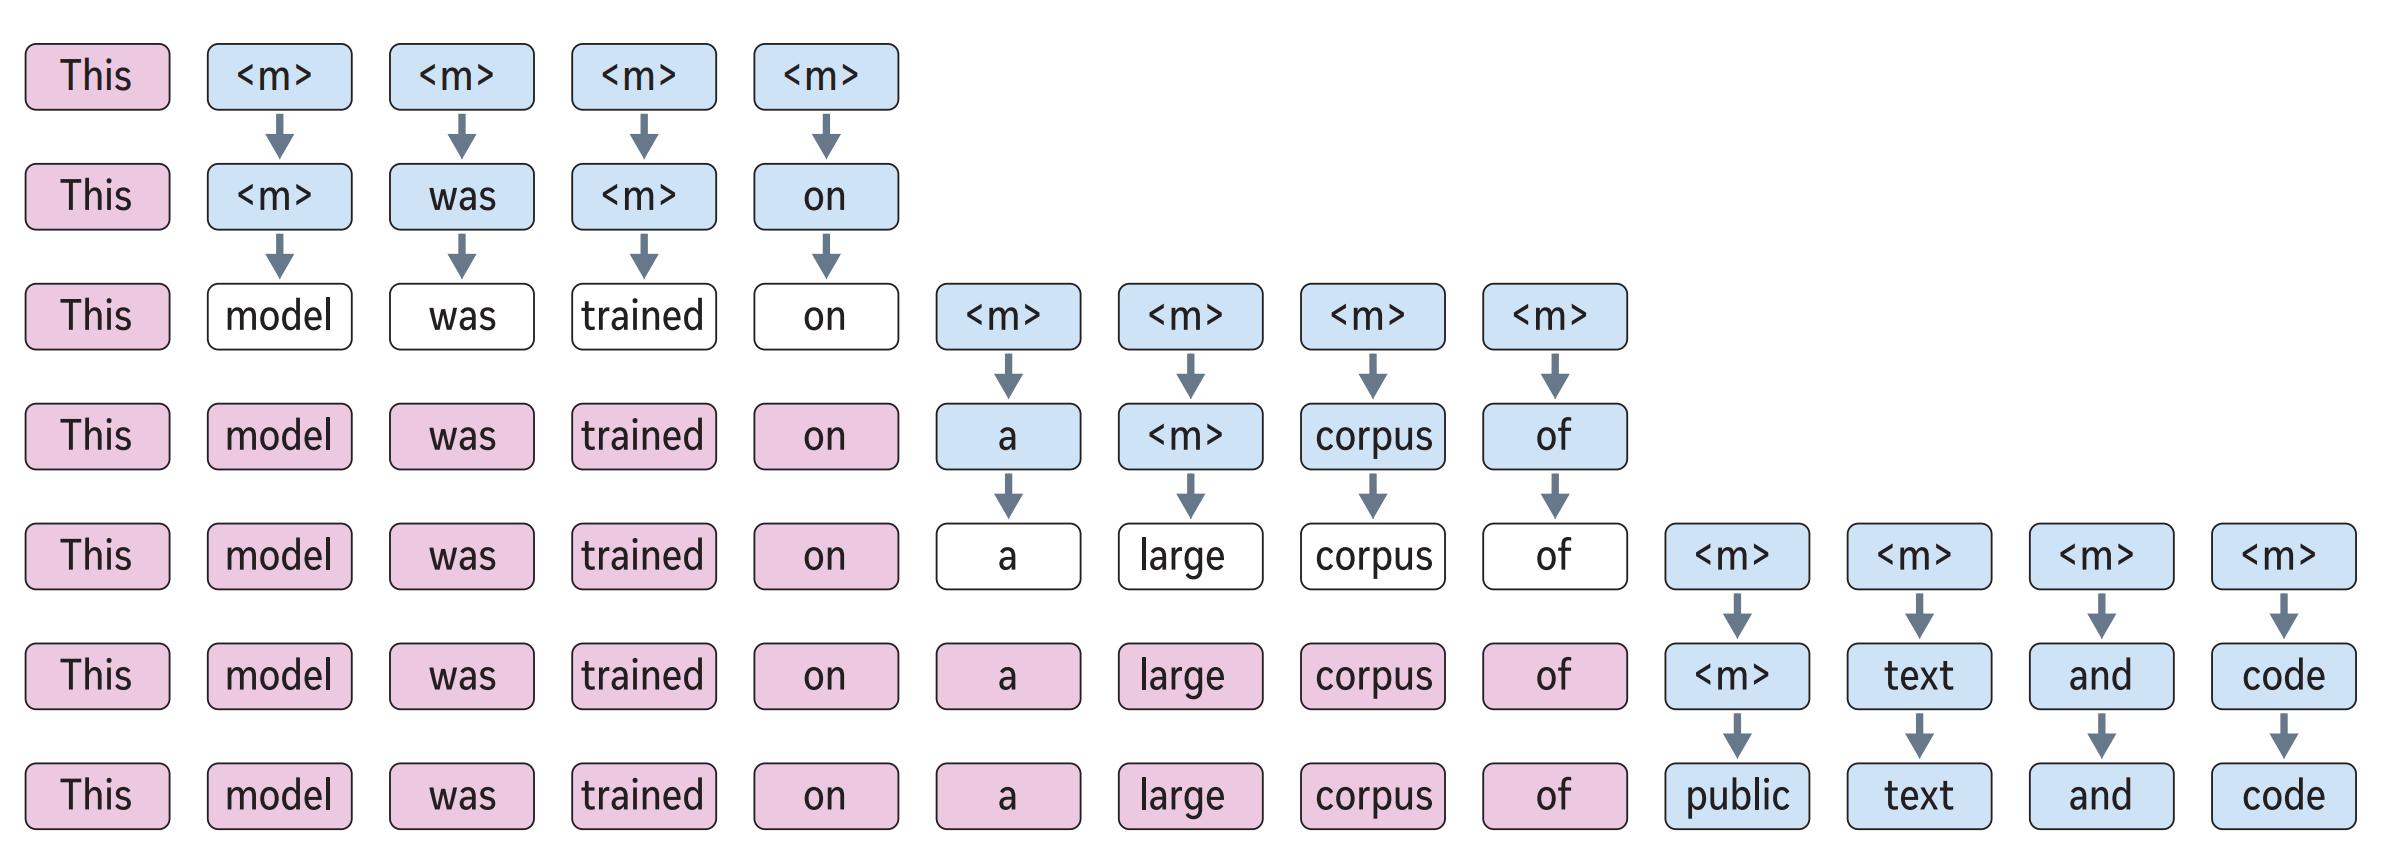 This <m> <m> <m> <m>
This <m> was <m> on
This model was trained on <m> <m> <m> <m>
This model was trained on a <m> corpus of
This model was trained on a large corpus of <m> <m> <m> <m>
This model was trained on a large corpus of <m> text and code
This model was trained on a large corpus of public text and code